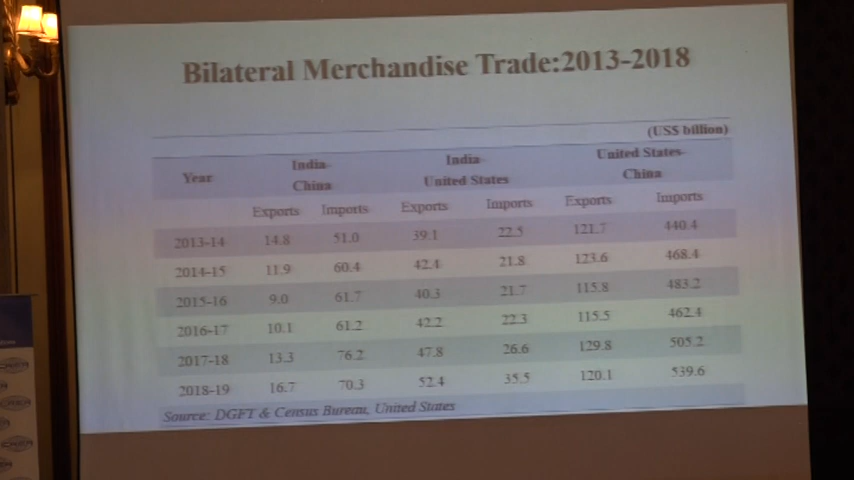 Bilateral Merchandise Trade:2013-2018
(US$ billion)
Year India- China India- United States United States- China
Exports Imports Exports Imports Exports Imports
2013-14 14.8 51.0 39.1 22.5 121.7 440.4
2014-15 11.9 60.4 42.4 21.8 123.6 468.4
2015-16 9.0 61.7 40.3 21.7 115.8 483.2
2016-17 10.1 61.2 42.2 22.3 115.5 462.4
2017-18 13.3 76.2 47.8 26.6 129.8 505.2
2018-19 16.7 70.3 52.4 35.5 120.1 539.6
Source: DGFT & Census Bureau, United States